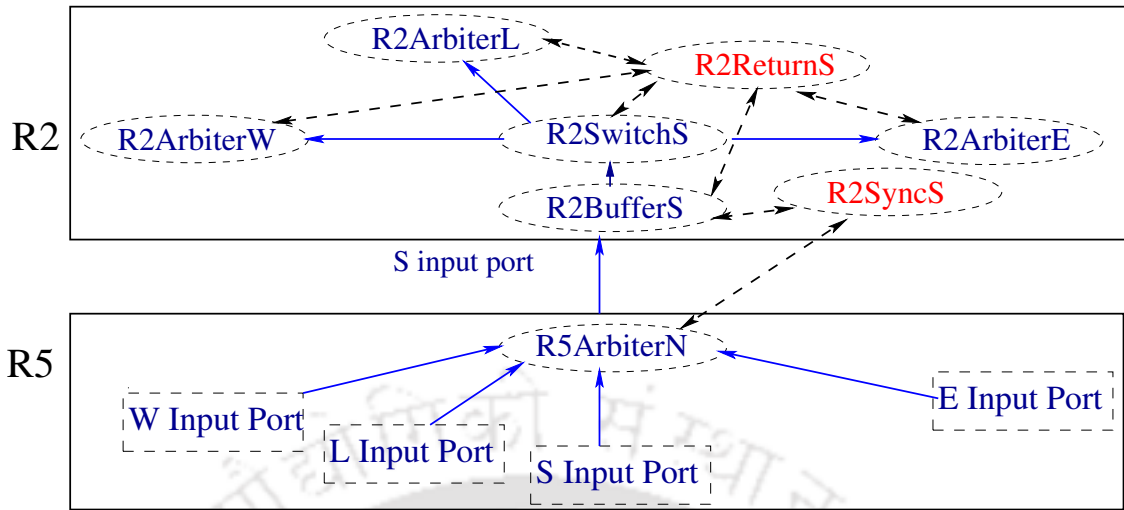 R2ArbiterL
R2ReturnS
R2
R2ArbiterW
R2SwitchS
R2ArbiterE
R2BufferS
R2SyncS
S input port
R5
R5ArbiterN
W Input Port
L Input Port
S Input Port
E Input Port